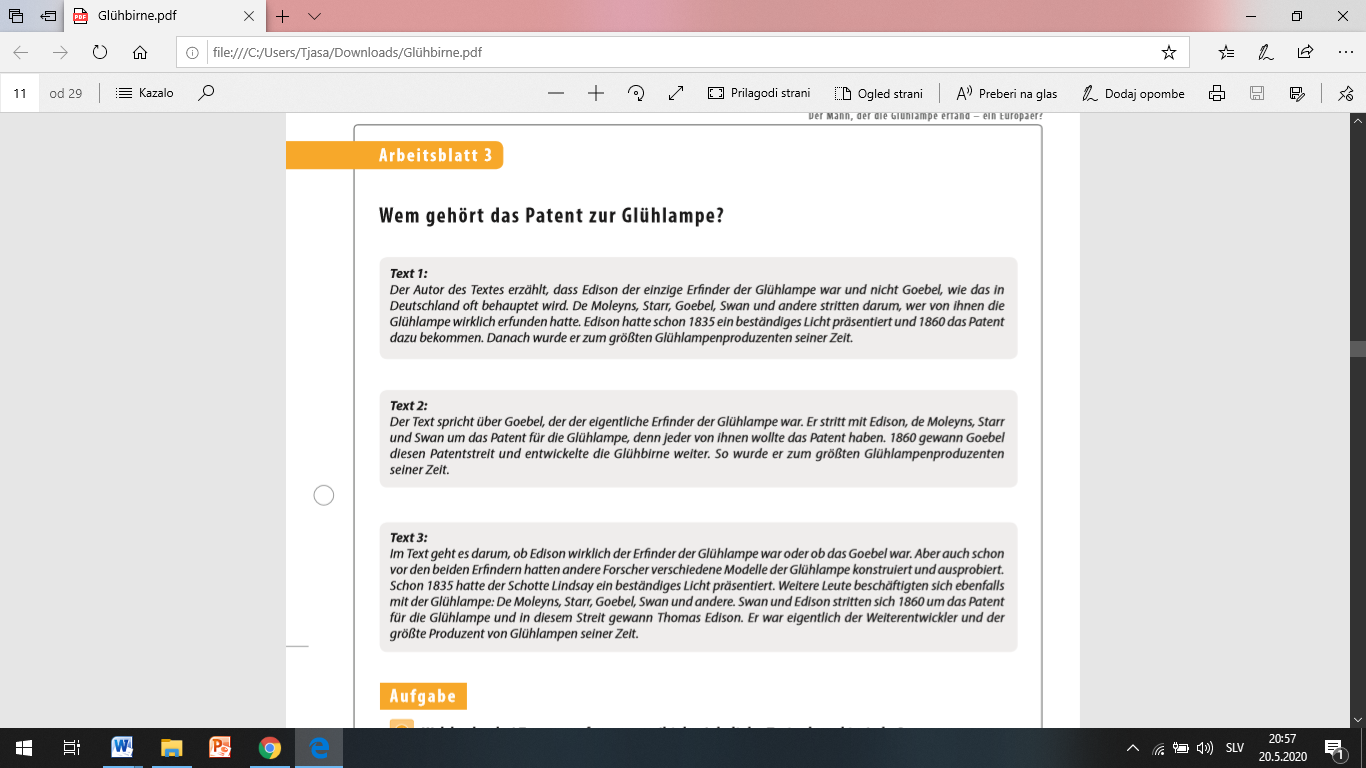 Glühbirne.pdf
file:///C:/Users/Tjasa/Downloads/Glühbirne.pdf
11 od 29 Kazalo Prilagodi strani Ogled strani Preberi na glas Dodaj opombe
Der Mann, der die Glühlampe erfand – ein Europäer?
Arbeitsblatt 3
Wem gehört das Patent zur Glühlampe?
Text 1:
Der Autor des Textes erzählt, dass Edison der einzige Erfinder der Glühlampe war und nicht Goebel, wie das in
Deutschland oft behauptet wird. De Moleyns, Starr, Goebel, Swan und andere stritten darum, wer von ihnen die
Glühlampe wirklich erfunden hatte. Edison hatte schon 1835 ein beständiges Licht präsentiert und 1860 das Patent
dazu bekommen. Danach wurde er zum größten Glühlampenproduzenten seiner Zeit.
Text 2:
Der Text spricht über Goebel, der der eigentliche Erfinder der Glühlampe war. Er stritt mit Edison, de Moleyns, Starr
und Swan um das Patent für die Glühlampe, denn jeder von ihnen wollte das Patent haben. 1860 gewann Goebel
diesen Patentstreit und entwickelte die Glühbirne weiter. So wurde er zum größten Glühlampenproduzenten
seiner Zeit.
Text 3:
Im Text geht es darum, ob Edison wirklich der Erfinder der Glühlampe war oder ob das Goebel war. Aber auch schon
vor den beiden Erfindern hatten andere Forscher verschiedene Modelle der Glühlampe konstruiert und ausprobiert.
Schon 1835 hatte der Schotte Lindsay ein beständiges Licht präsentiert. Weitere Leute beschäftigten sich ebenfalls
mit der Glühlampe: De Moleyns, Starr, Goebel, Swan und andere. Swan und Edison stritten sich 1860 um das Patent
für die Glühlampe und in diesem Streit gewann Thomas Edison. Er war eigentlich der Weiterentwickler und der
größte Produzent von Glühlampen seiner Zeit.
Aufgabe
SLV
20:57
20.5.2020
1